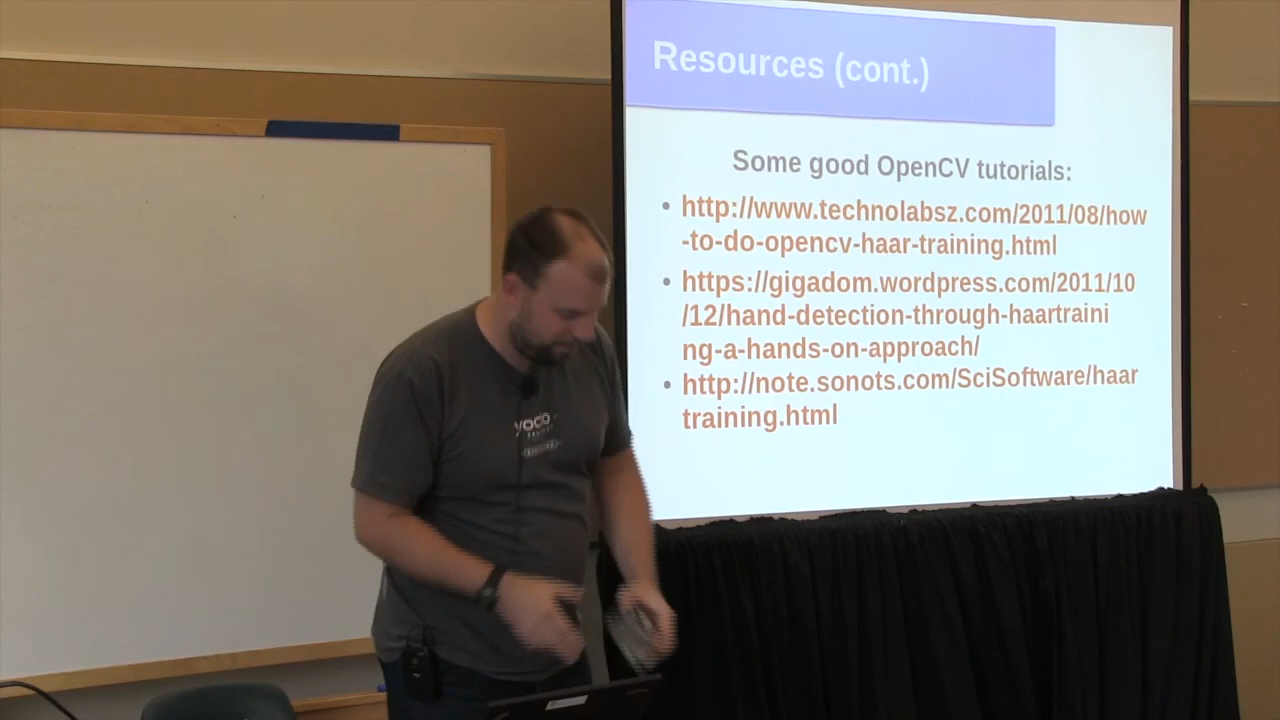 Resources (cont.)
Some good OpenCV tutorials:
• http://www.technolabsz.com/2011/08/how
-to-do-opencv-haar-training.html
• https://gigadom.wordpress.com/2011/10
/12/hand-detection-through-haartraini
ng-a-hands-on-approach/
• http://note.sonots.com/SciSoftware/haar
training.html
yocto